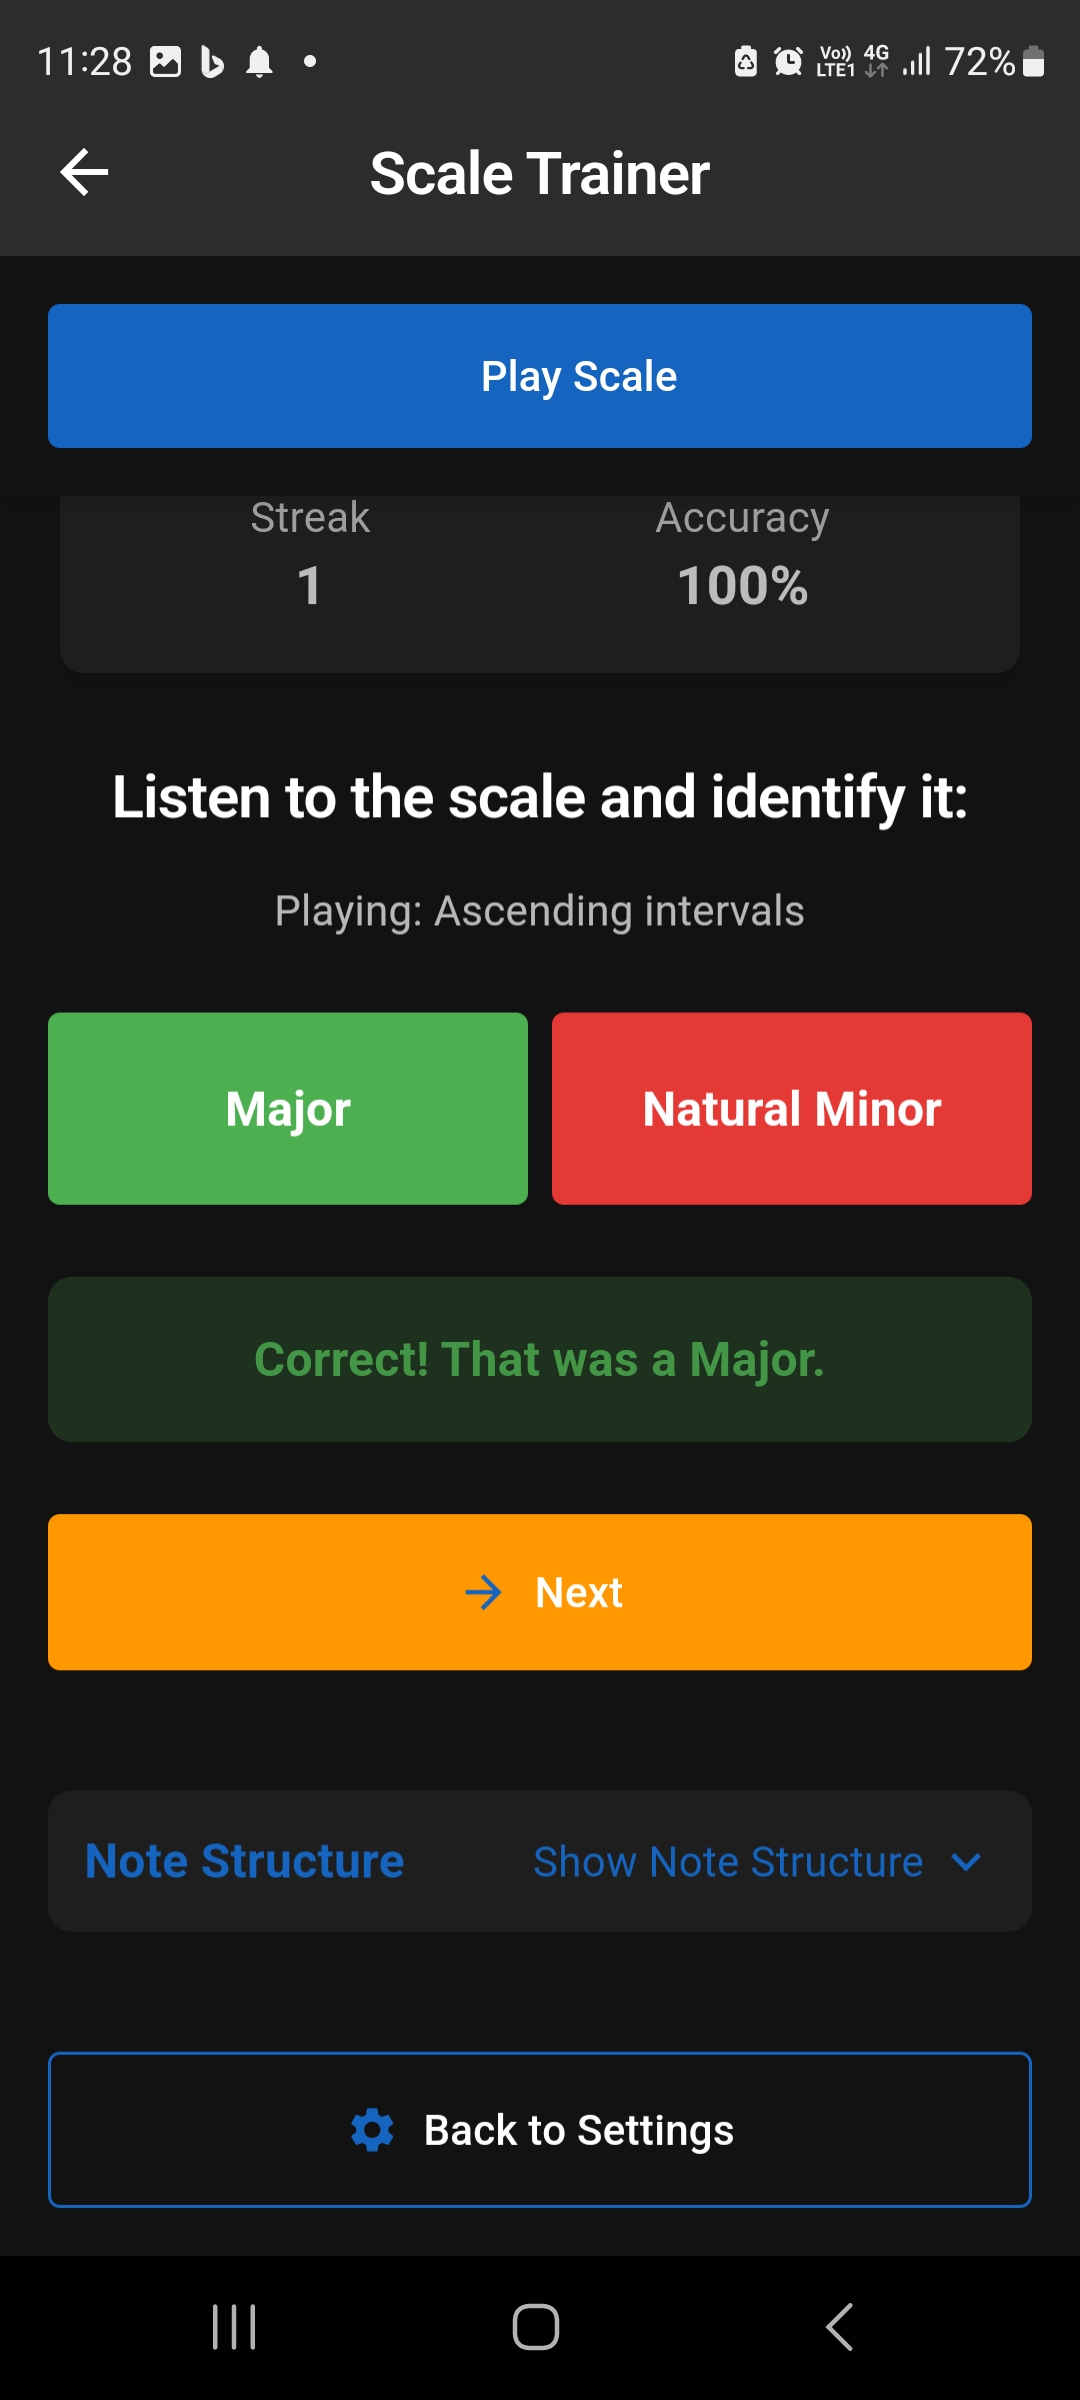 11:28
Vo)) LTE1 4G 72%
Scale Trainer
Play Scale
Streak Accuracy
1 100%
Listen to the scale and identify it:
Playing: Ascending intervals
Major Natural Minor
Correct! That was a Major.
Next
Note Structure Show Note Structure
Back to Settings